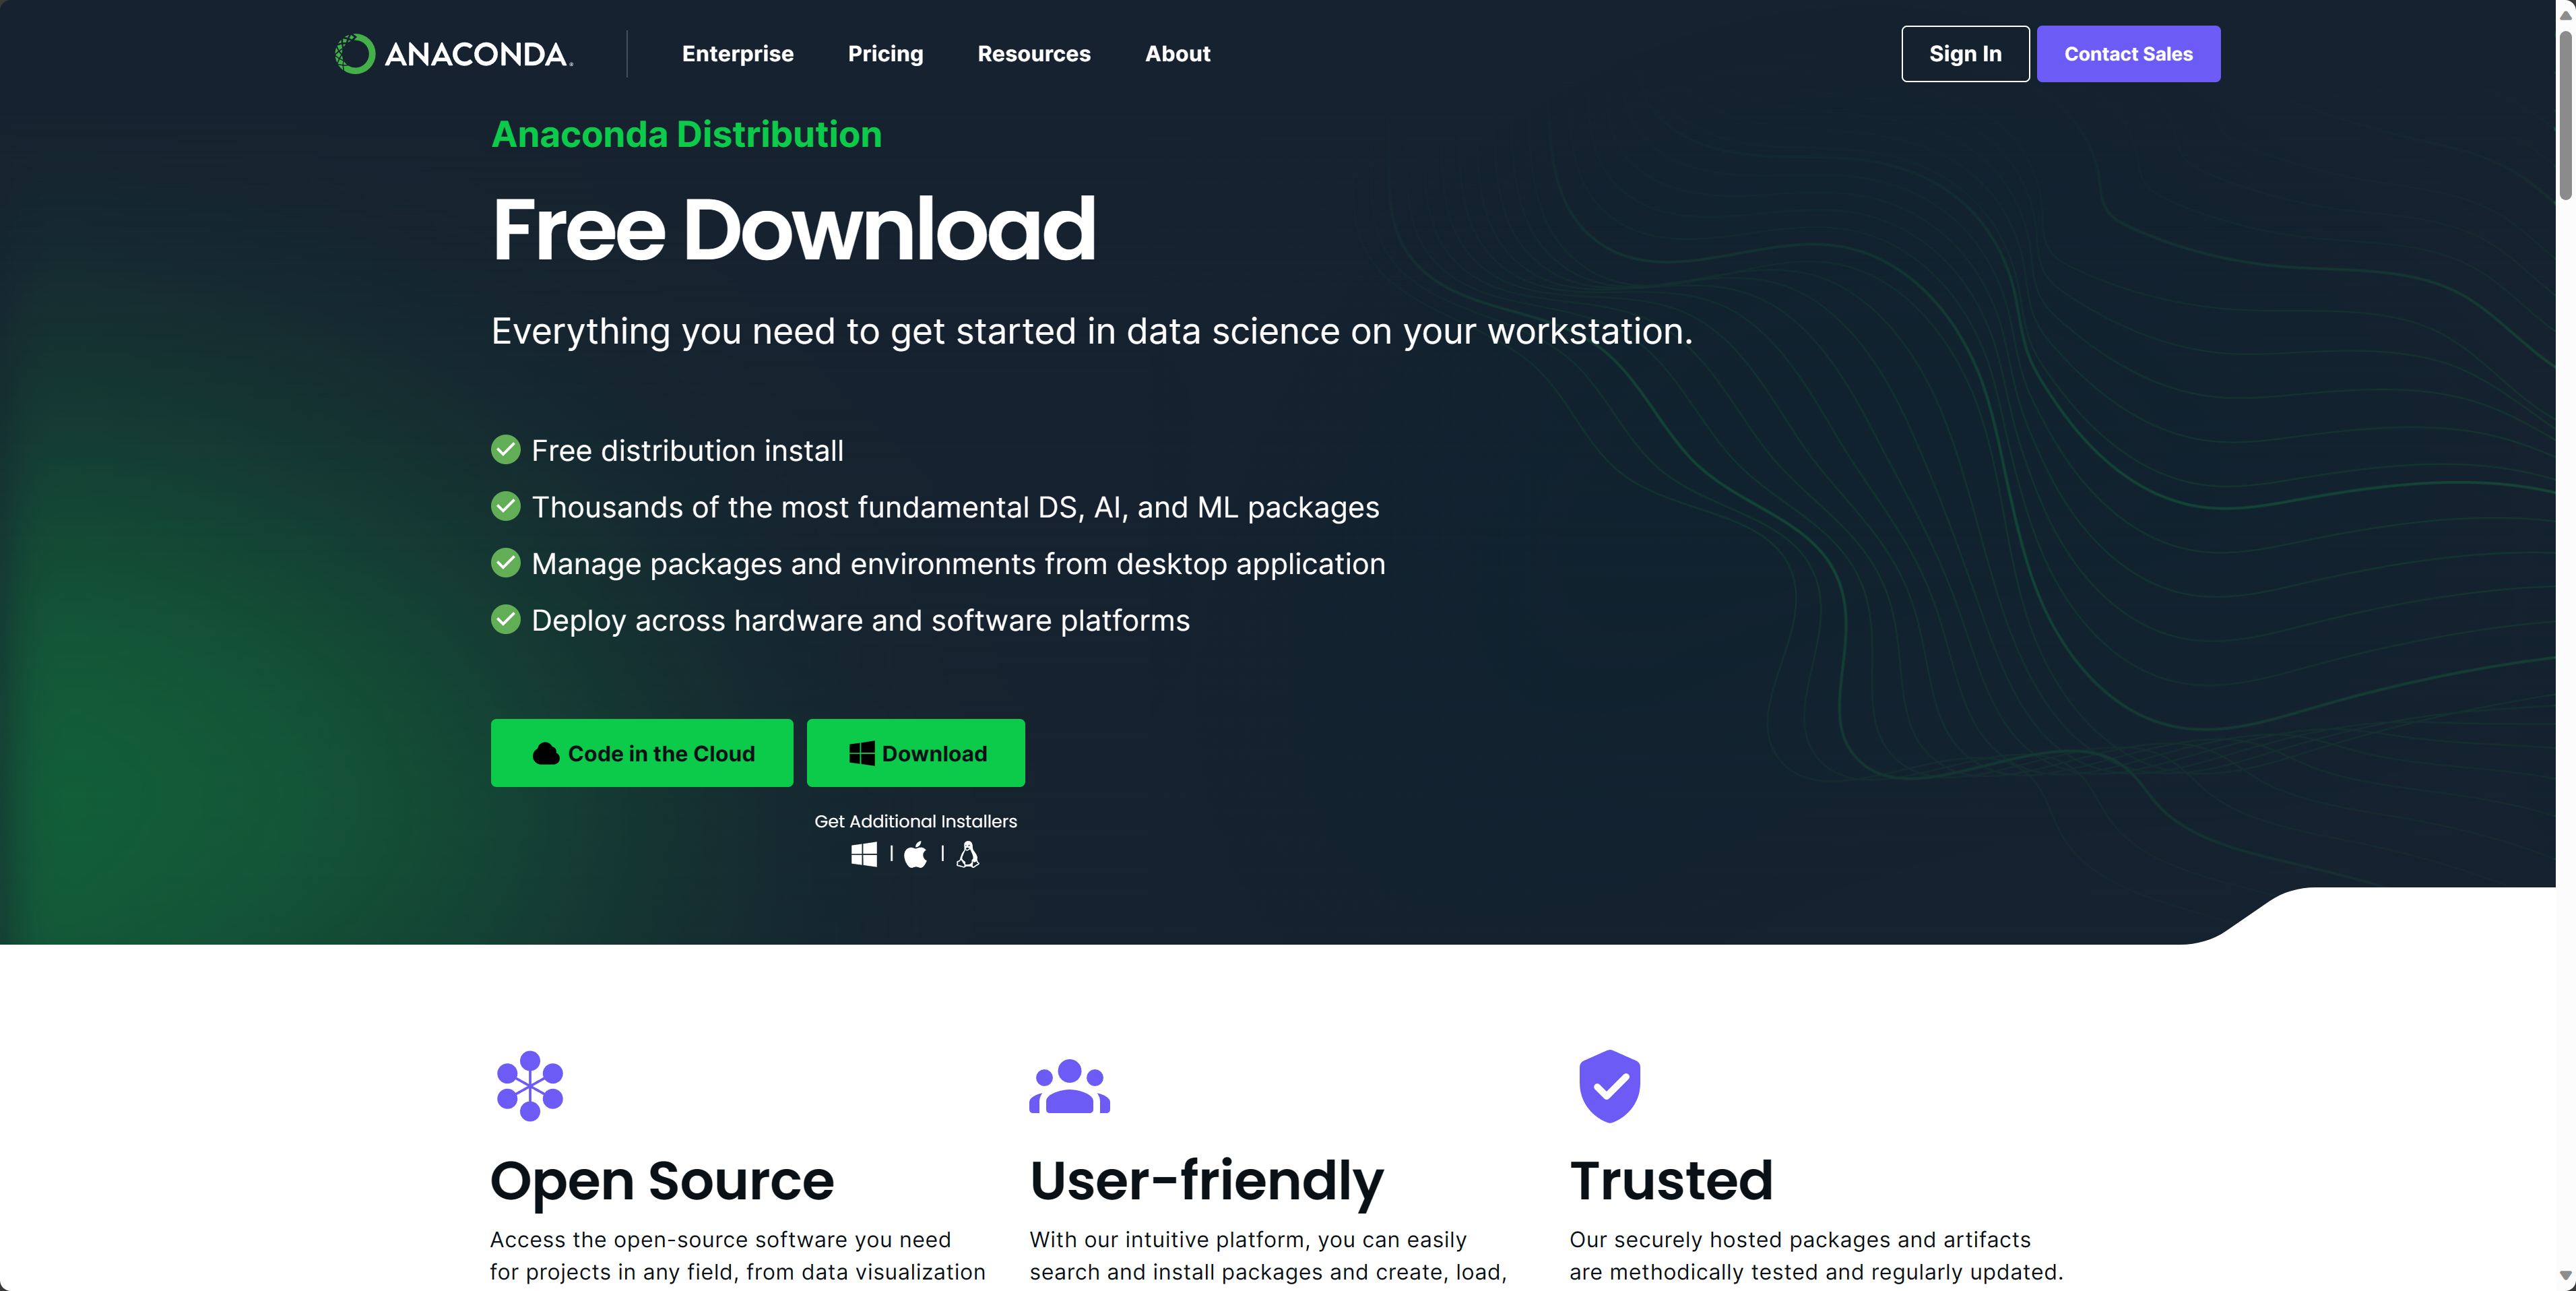 ANACONDA.
Enterprise Pricing Resources About
Sign In Contact Sales
Anaconda Distribution
Free Download
Everything you need to get started in data science on your workstation.
Free distribution install
Thousands of the most fundamental DS, AI, and ML packages
Manage packages and environments from desktop application
Deploy across hardware and software platforms
Code in the Cloud Download
Get Additional Installers
Open Source
Access the open-source software you need
for projects in any field, from data visualization
User-friendly
With our intuitive platform, you can easily
search and install packages and create, load,
Trusted
Our securely hosted packages and artifacts
are methodically tested and regularly updated.